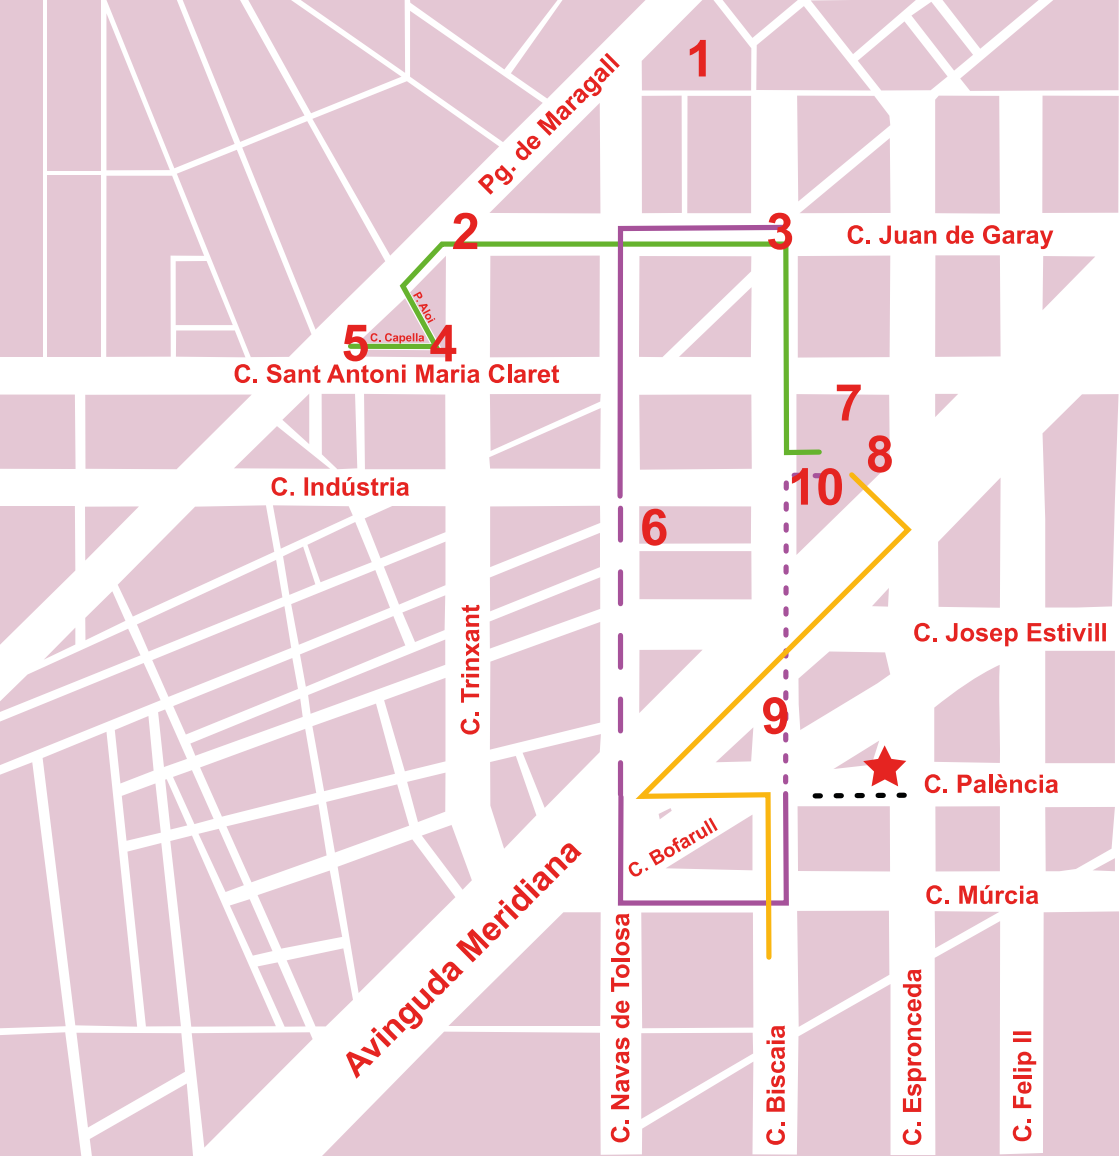 1
Pg. de Maragall
2
3
C. Juan de Garay
P. Aloi
C. Capella
5
4
C. Sant Antoni Maria Claret
7
8
C. Indústria
10
6
C. Trinxant
C. Josep Estivill
9
C. Palència
C. Bofarull
C. Múrcia
Avinguda Meridiana
C. Navas de Tolosa
C. Biscaia
C. Espronceda
C. Felip II